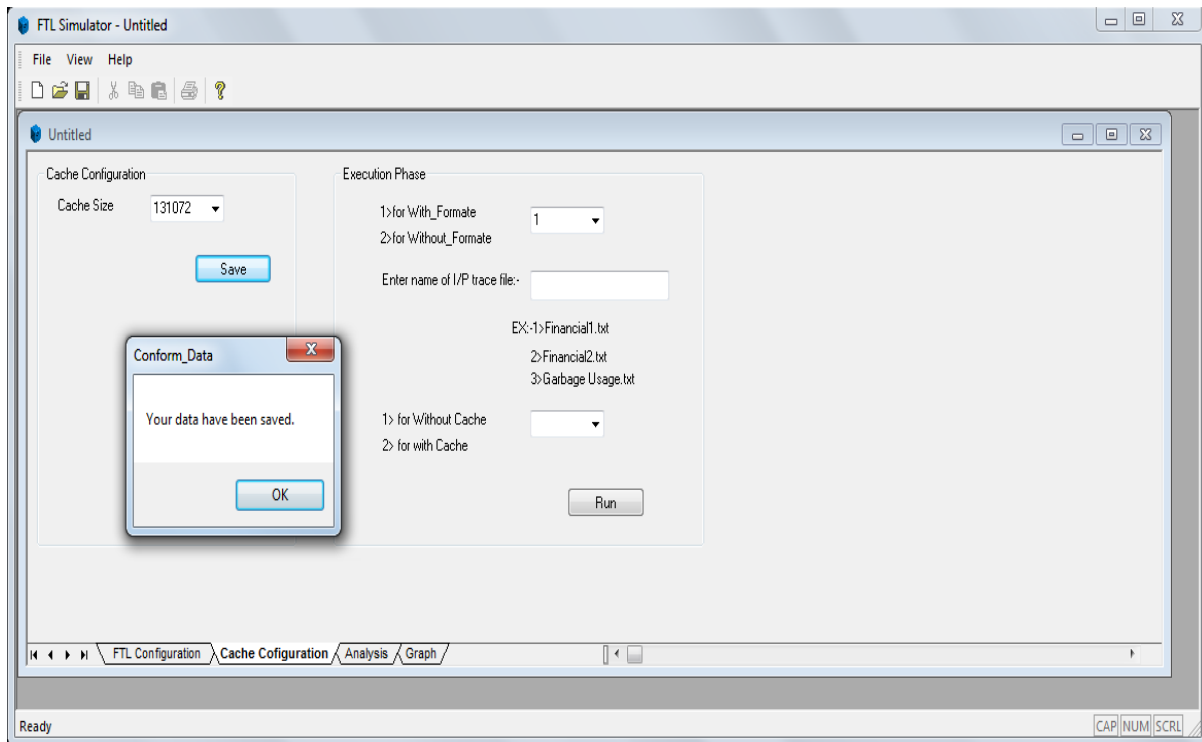 FTL Simulator - Untitled
File View Help
Untitled
Cache Configuration
Cache Size 131072
Save
Execution Phase
1>for With_Formate 1
2>for Without_Formate
Enter name of I/P trace file:-
EX:-1>Financial1.txt
2>Financial2.txt
3>Garbage Usage.txt
1> for Without Cache
2> for with Cache
Run
Conform_Data
Your data have been saved.
OK
FTL Configuration Cache Cofiguration Analysis Graph
Ready CAP NUM SCRL